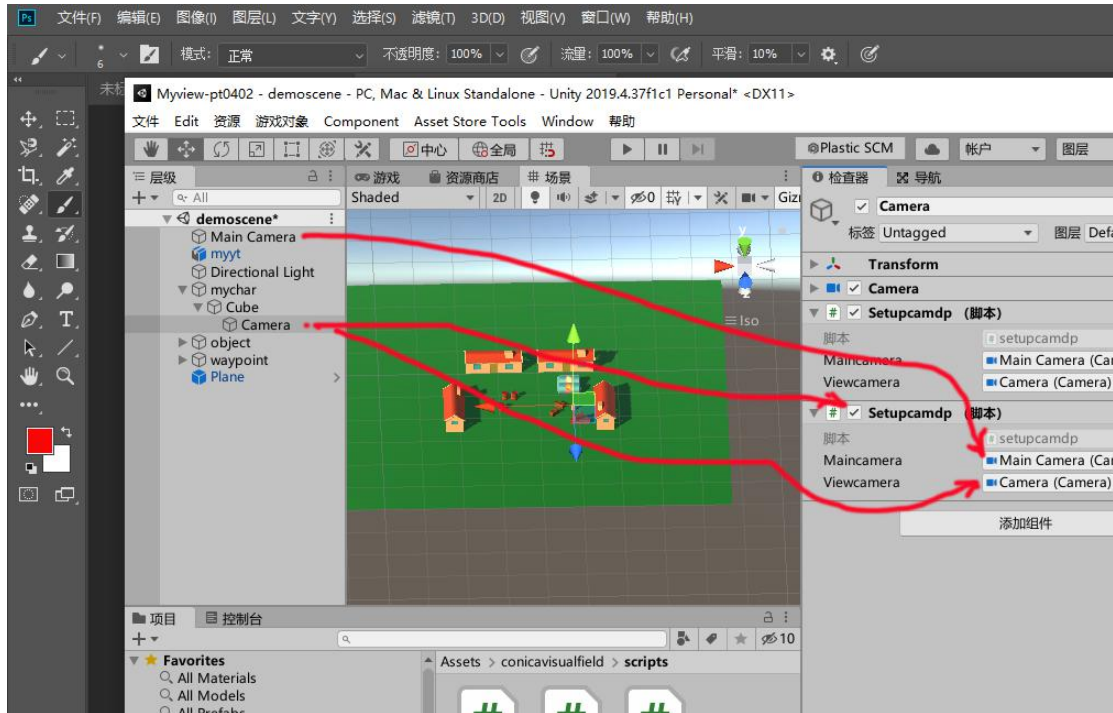 Ps 文件(F) 编辑(E) 图像(I) 图层(L) 文字(Y) 选择(S) 滤镜(T) 3D(D) 视图(V) 窗口(W) 帮助(H)
6 模式: 正常 不透明度: 100% 流量: 100% 平滑: 10%
未标
Myview-pt0402 - demoscene - PC, Mac & Linux Standalone - Unity 2019.4.37f1c1 Personal* <DX11>
文件 Edit 资源 游戏对象 Component Asset Store Tools Window 帮助
中心 全局 Plastic SCM 帐户 图层
层级 游戏 资源商店 场景 检查器 导航
All Shaded 2D 0 Giz
demoscene*
Main Camera
myyt
Directional Light
mychar
Cube
Camera
object
waypoint
Plane
y
z
Iso
Camera
标签 Untagged 图层 Defa
Transform
Camera
Setupcamdp (脚本)
脚本 setupcamdp
Maincamera Main Camera (Car
Viewcamera Camera (Camera)
Setupcamdp (脚本)
脚本 setupcamdp
Maincamera Main Camera (Car
Viewcamera Camera (Camera)
添加组件
项目 控制台
10
Favorites
All Materials
All Models
All Prefabs
Assets > conicavisualfield > scripts